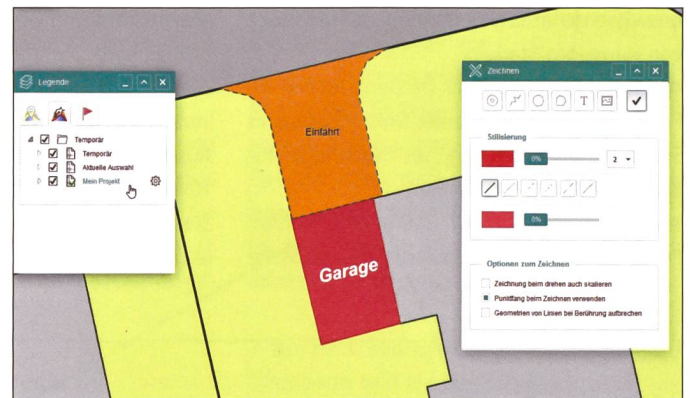 Legende
Temporär
Temporär
Aktuelle Auswahl
Mein Projekt
Einfahrt
Garage
Zeichnen
T
Stilisierung
0%
2
0%
Optionen zum Zeichnen
Zeichnung beim drehen auch skalieren
Punktfang beim Zeichnen verwenden
Geometrien von Linien bei Berührung aufbrechen